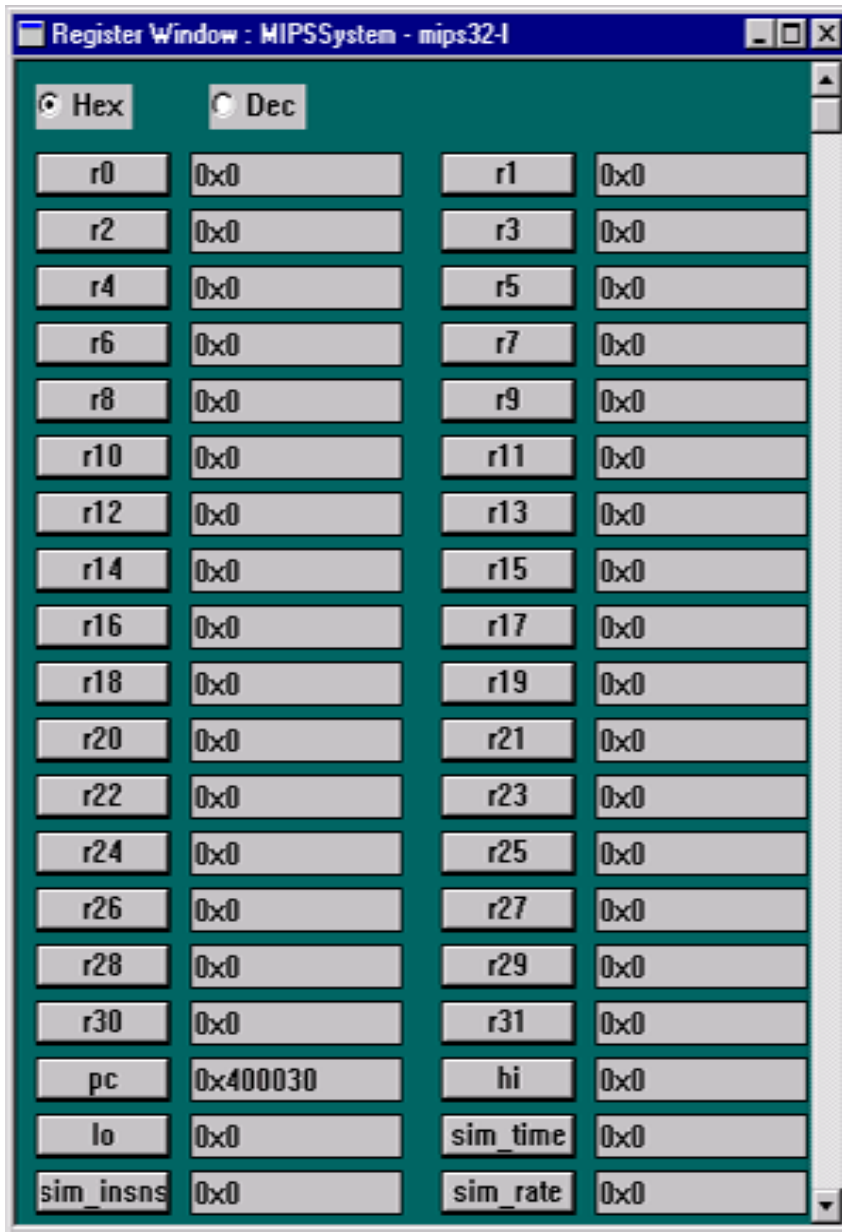 Register Window : MIPSSystem - mips32-l
Hex Dec
r0 0x0 r1 0x0
r2 0x0 r3 0x0
r4 0x0 r5 0x0
r6 0x0 r7 0x0
r8 0x0 r9 0x0
r10 0x0 r11 0x0
r12 0x0 r13 0x0
r14 0x0 r15 0x0
r16 0x0 r17 0x0
r18 0x0 r19 0x0
r20 0x0 r21 0x0
r22 0x0 r23 0x0
r24 0x0 r25 0x0
r26 0x0 r27 0x0
r28 0x0 r29 0x0
r30 0x0 r31 0x0
pc 0x400030 hi 0x0
lo 0x0 sim_time 0x0
sim_insns 0x0 sim_rate 0x0